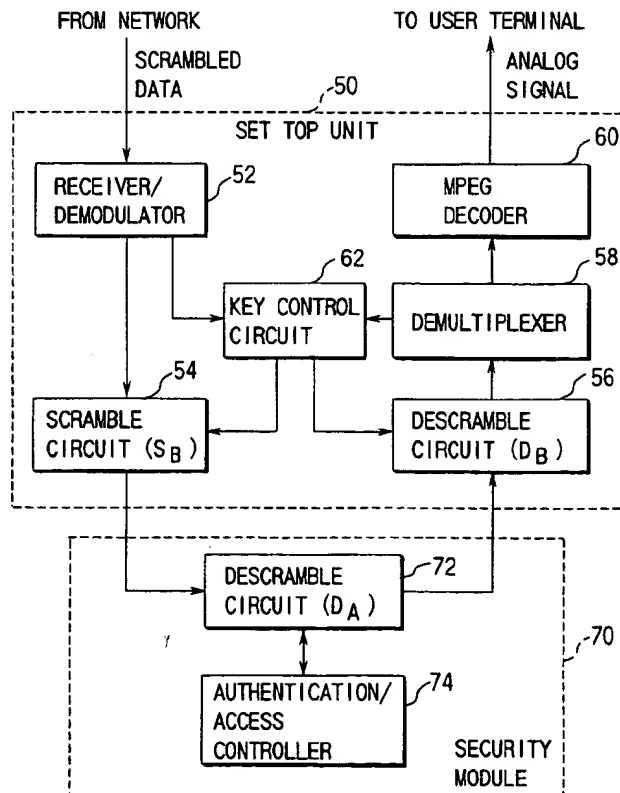 FROM NETWORK
TO USER TERMINAL
SCRAMBLED
DATA
ANALOG
SIGNAL
50
SET TOP UNIT
60
RECEIVER/
DEMODULATOR
52
MPEG
DECODER
62
58
KEY CONTROL
CIRCUIT
DEMULTIPLEXER
54
56
SCRAMBLE
CIRCUIT (SB)
DESCRAMBLE
CIRCUIT (DB)
72
DESCRAMBLE
CIRCUIT (DA)
70
74
AUTHENTICATION/
ACCESS
CONTROLLER
SECURITY
MODULE